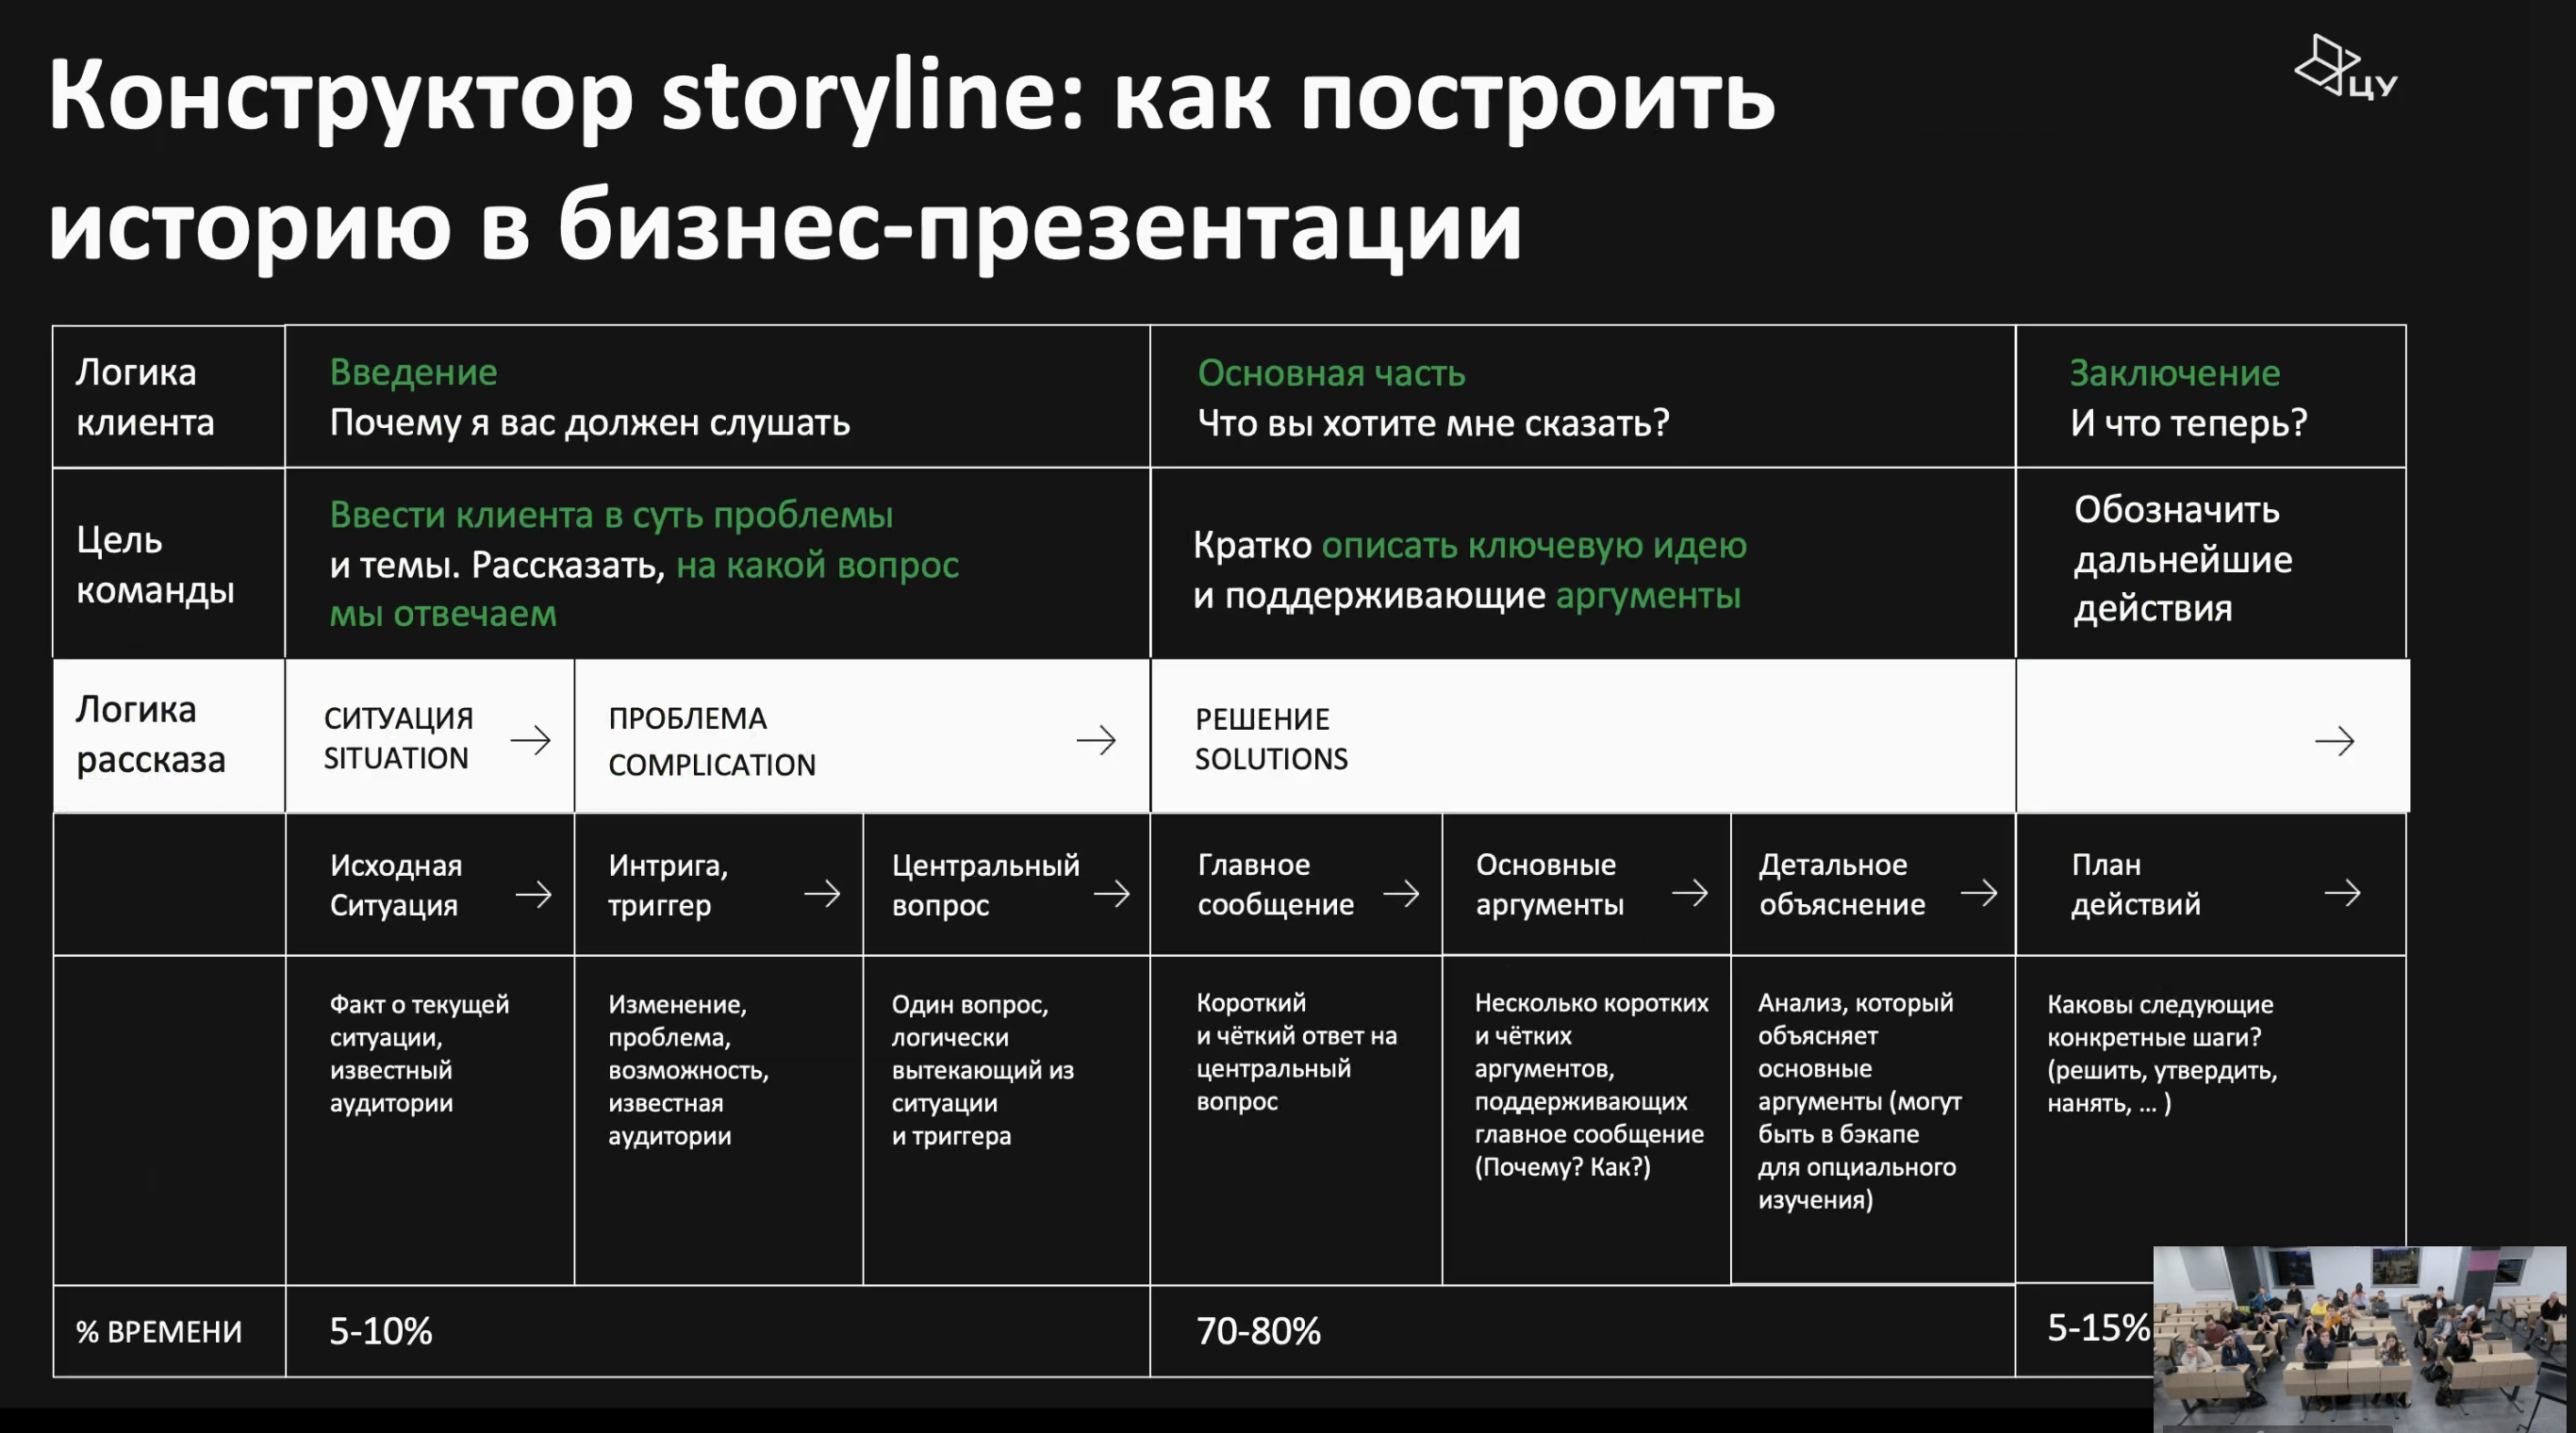 Конструктор storyline: как построить
историю в бизнес-презентации
ЦУ
Логика
клиента
Введение
Почему я вас должен слушать
Основная часть
Что вы хотите мне сказать?
Заключение
И что теперь?
Цель
команды
Ввести клиента в суть проблемы
и темы. Рассказать, на какой вопрос
мы отвечаем
Кратко описать ключевую идею
и поддерживающие аргументы
Обозначить
дальнейшие
действия
Логика
рассказа
СИТУАЦИЯ
SITUATION
ПРОБЛЕМА
COMPLICATION
РЕШЕНИЕ
SOLUTIONS
Исходная
Ситуация
Интрига,
триггер
Центральный
вопрос
Главное
сообщение
Основные
аргументы
Детальное
объяснение
План
действий
Факт о текущей
ситуации,
известный
аудитории
Изменение,
проблема,
возможность,
известная
аудитории
Один вопрос,
логически
вытекающий из
ситуации
и триггера
Короткий
и чёткий ответ на
центральный
вопрос
Несколько коротких
и чётких
аргументов,
поддерживающих
главное сообщение
(Почему? Как?)
Анализ, который
объясняет
основные
аргументы (могут
быть в бэкапе
для опциального
изучения)
Каковы следующие
конкретные шаги?
(решить, утвердить,
нанять, ... )
% ВРЕМЕНИ
5-10%
70-80%
5-15%